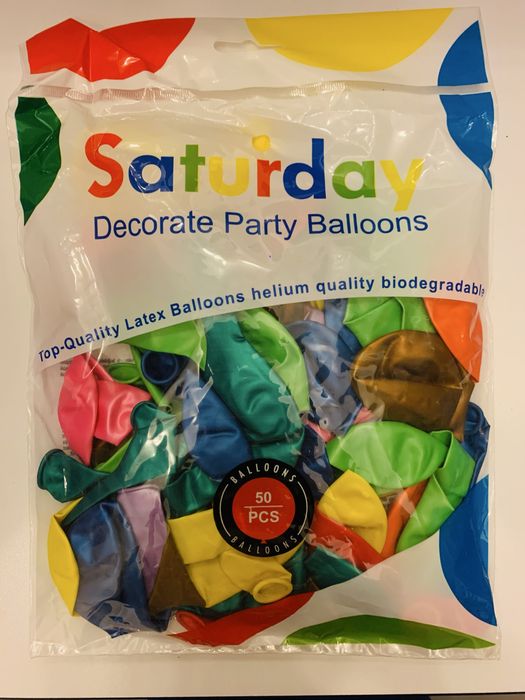 Saturday
Decorate Party Balloons
Top-Quality Latex Balloons helium quality biodegradable
BALLOONS
50
PCS
BALLOONS